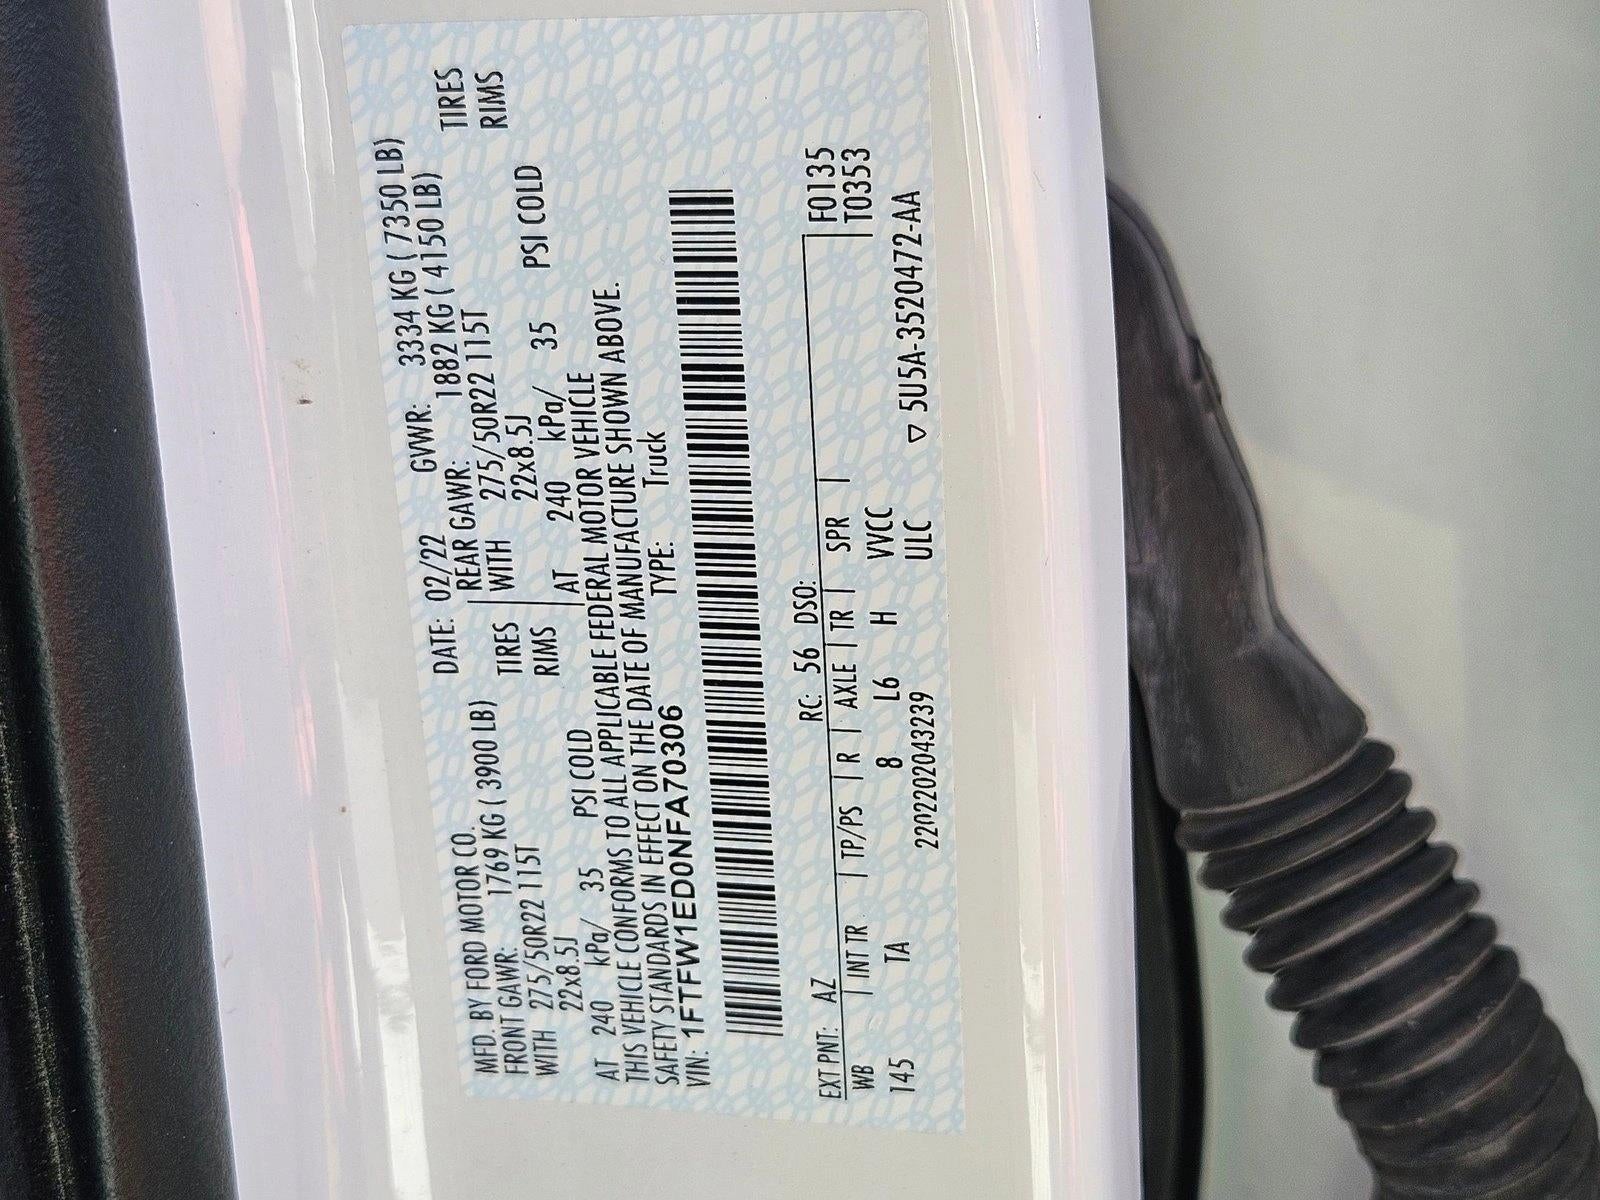 MFD. BY FORD MOTOR CO. DATE: 02/22 GVWR: 3334 KG ( 7350 LB)
FRONT GAWR: 1769 KG ( 3900 LB) REAR GAWR: 1882 KG ( 4150 LB)
WITH 275/50R22 115T TIRES WITH 275/50R22 115T TIRES
22x8.5J RIMS 22x8.5J RIMS
AT 240 kPa/ 35 PSI COLD AT 240 kPa/ 35 PSI COLD
THIS VEHICLE CONFORMS TO ALL APPLICABLE FEDERAL MOTOR VEHICLE
SAFETY STANDARDS IN EFFECT ON THE DATE OF MANUFACTURE SHOWN ABOVE.
VIN: 1FTFW1ED0NFA70306 TYPE: Truck
EXT PNT: AZ RC: 56 DSO: F0135
WB INT TR TP/PS R AXLE TR SPR T0353
145 TA 8 L6 H VVCC
2202202043239 ULC ▽ 5U5A-3520472-AA